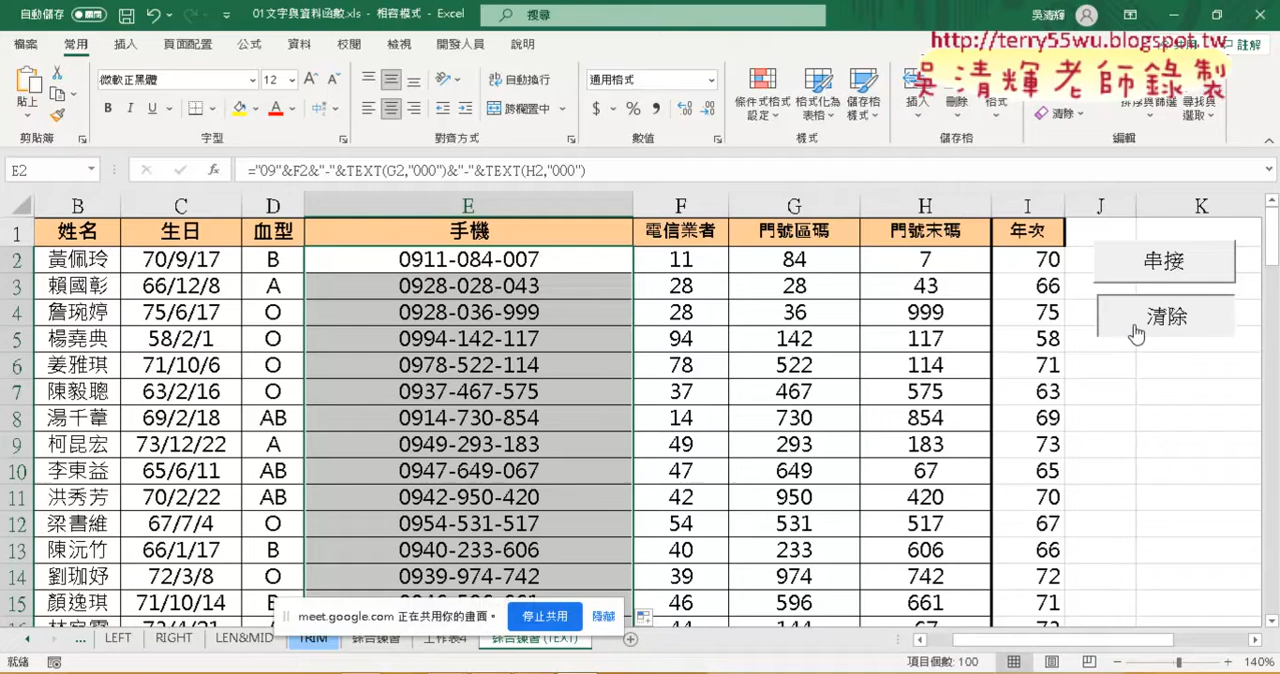 自動儲存 01文字與資料函數.xls - 相容模式 - Excel 搜尋 吳清輝
檔案 常用 插入 頁面配置 公式 資料 校閱 檢視 開發人員 說明 註解
http://terry55wu.blogspot.tw
吳清輝老師錄製
貼上 微軟正黑體 12 自動換行 通用格式
B I U 跨欄置中 $ % 條件式格式設定 格式化為表格 儲存格樣式 插入 刪除 格式 清除 排序與篩選 尋找與選取
剪貼簿 字型 對齊方式 數值 樣式 儲存格 編輯
E2 fx ="09"&F2&"-"&TEXT(G2,"000")&"-"&TEXT(H2,"000")
B C D E F G H I J K
1 姓名 生日 血型 手機 電信業者 門號區碼 門號末碼 年次
2 黃佩玲 70/9/17 B 0911-084-007 11 84 7 70 串接
3 賴國彰 66/12/8 A 0928-028-043 28 28 43 66
4 詹琬婷 75/6/17 O 0928-036-999 28 36 999 75 清除
5 楊堯典 58/2/1 O 0994-142-117 94 142 117 58
6 姜雅琪 71/10/6 O 0978-522-114 78 522 114 71
7 陳毅聰 63/2/16 O 0937-467-575 37 467 575 63
8 湯千葦 69/2/18 AB 0914-730-854 14 730 854 69
9 柯昆宏 73/12/22 A 0949-293-183 49 293 183 73
10 李東益 65/6/11 AB 0947-649-067 47 649 67 65
11 洪秀芳 70/2/22 AB 0942-950-420 42 950 420 70
12 梁書維 67/7/4 O 0954-531-517 54 531 517 67
13 陳沅竹 66/1/17 B 0940-233-606 40 233 606 66
14 劉珈妤 72/3/8 O 0939-974-742 39 974 742 72
15 顏逸琪 71/10/14 46 596 661 71
meet.google.com 正在共用你的畫面。 停止共用 隱藏
... LEFT RIGHT LEN&MID TRIM 綜合練習 工作表4 綜合練習 (TEXT)
就緒 項目個數: 100 140%